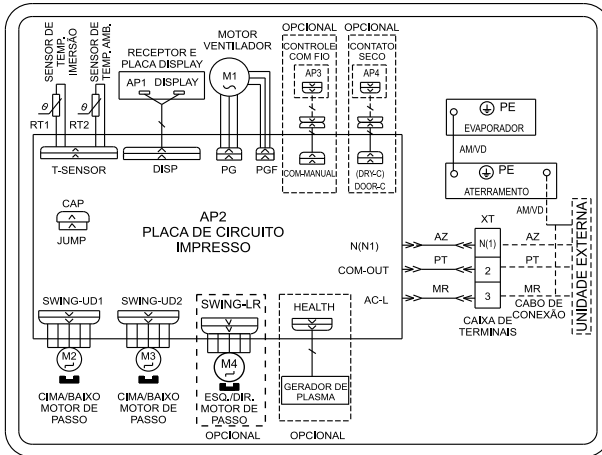 SENSOR DE
TEMP.
IMERSÃO
SENSOR DE
TEMP. AMB.
RECEPTOR E
PLACA DISPLAY
AP1 DISPLAY
MOTOR
VENTILADOR
M1
OPCIONAL
CONTROLE
COM FIO
AP3
OPCIONAL
CONTATO
SECO
AP4
θ
RT1
θ
RT2
T-SENSOR
DISP
PG
PGF
COM-MANUAL
(DRY-C)
DOOR-C
PE
EVAPORADOR
AM/VD
PE
ATERRAMENTO
AM/VD
CAP
JUMP
AP2
PLACA DE CIRCUITO
IMPRESSO
N(N1)
COM-OUT
AC-L
AZ
PT
MR
XT
N(1)
2
3
AZ
PT
MR
CAIXA DE
TERMINAIS
CABO DE
CONEXÃO
UNIDADE EXTERNA
SWING-UD1
M2
CIMA/BAIXO
MOTOR DE
PASSO
SWING-UD2
M3
CIMA/BAIXO
MOTOR DE
PASSO
SWING-LR
M4
ESQ./DIR.
MOTOR DE
PASSO
OPCIONAL
HEALTH
GERADOR DE
PLASMA
OPCIONAL